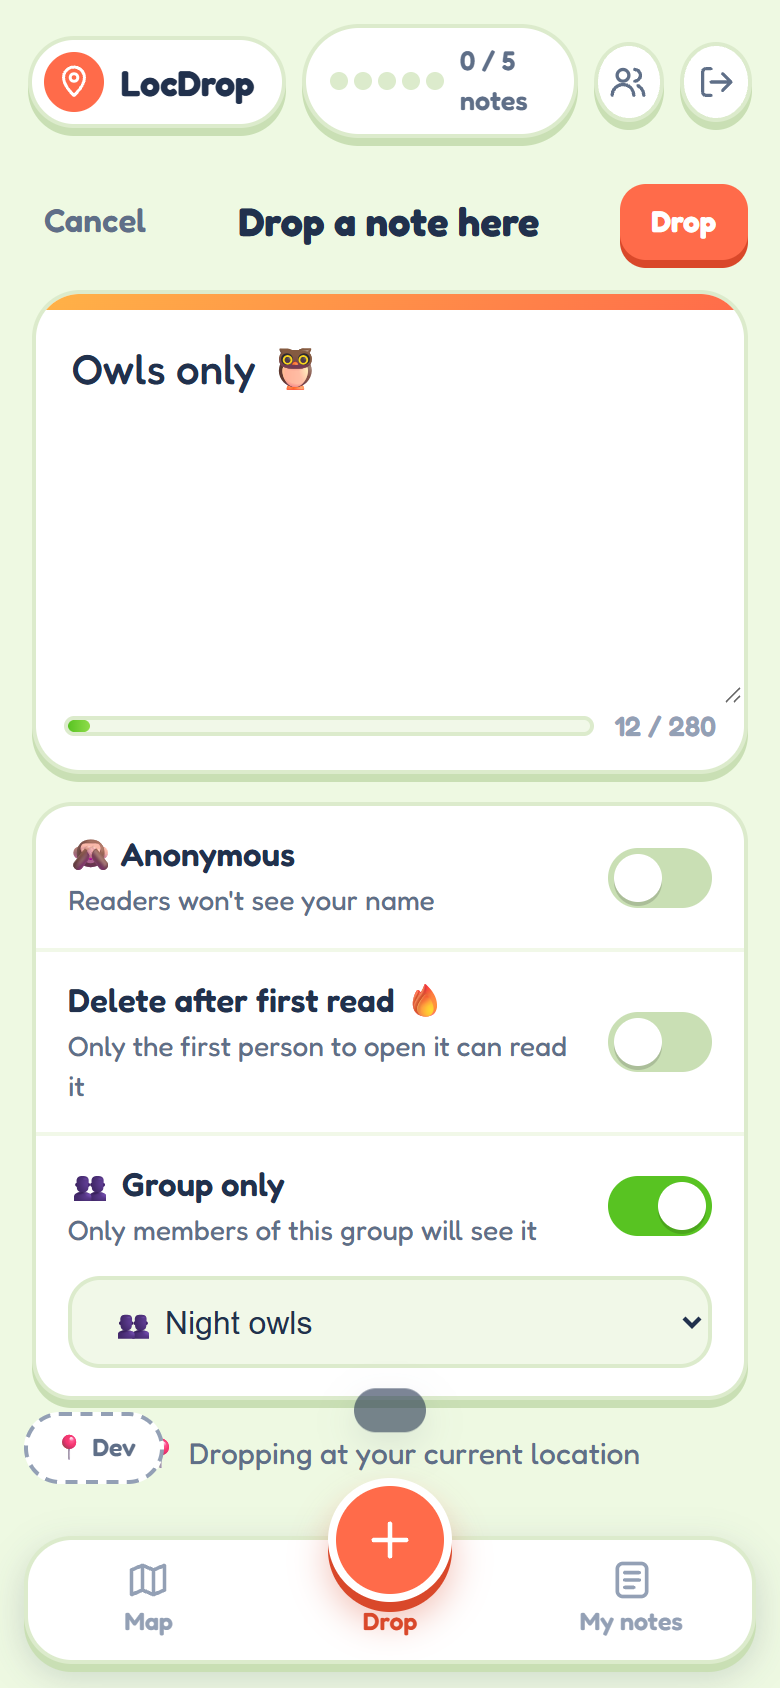 LocDrop
0 / 5
notes
Cancel
Drop a note here
Drop
Owls only 🦉
12 / 280
🙈 Anonymous
Readers won't see your name
Delete after first read 🔥
Only the first person to open it can read
it
👥 Group only
Only members of this group will see it
👥 Night owls
📍 Dev
Dropping at your current location
Map
Drop
My notes